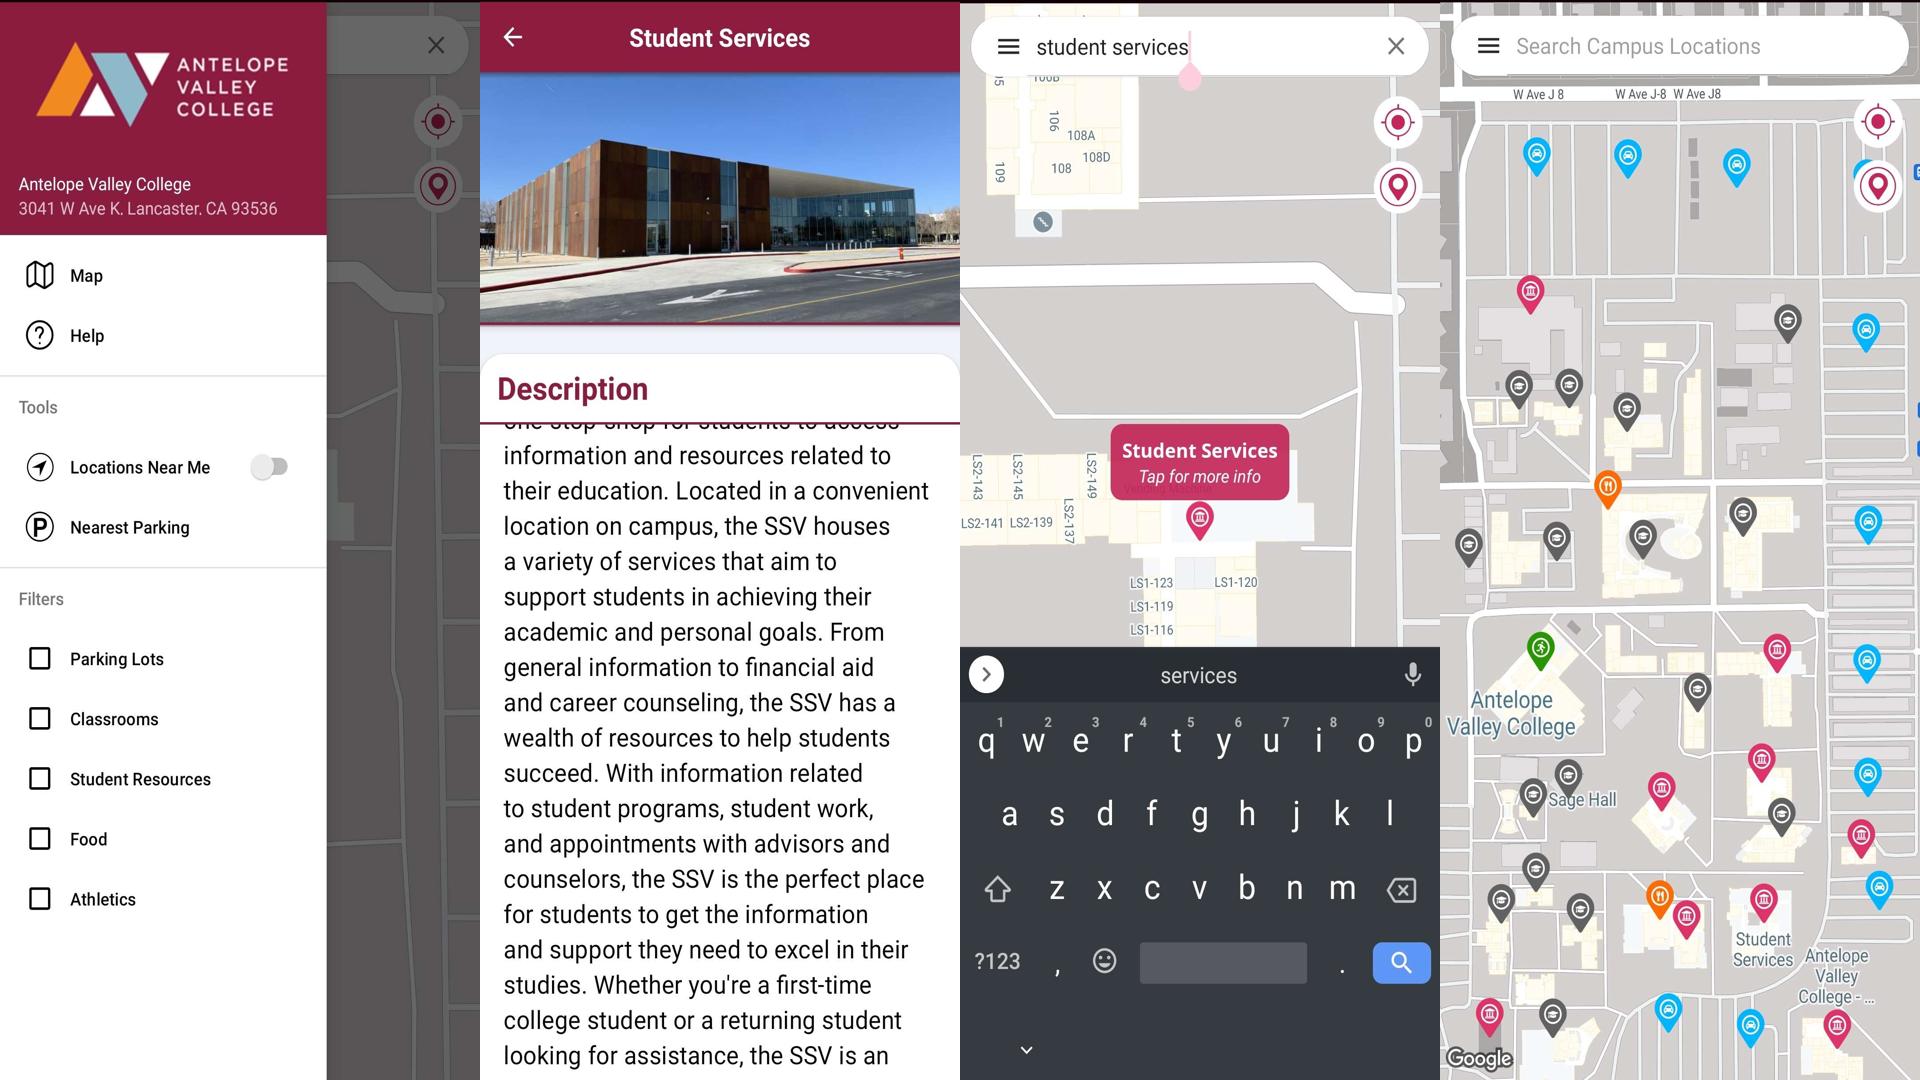 ANTELOPE
VALLEY
COLLEGE
Antelope Valley College
3041 W Ave K. Lancaster. CA 93536
Map
Help
Tools
Locations Near Me
P
Nearest Parking
Filters
Parking Lots
Classrooms
Student Resources
Food
Athletics
Student Services
Description
one-stop-shop for students to access
information and resources related to
their education. Located in a convenient
location on campus, the SSV houses
a variety of services that aim to
support students in achieving their
academic and personal goals. From
general information to financial aid
and career counseling, the SSV has a
wealth of resources to help students
succeed. With information related
to student programs, student work,
and appointments with advisors and
counselors, the SSV is the perfect place
for students to get the information
and support they need to excel in their
studies. Whether you're a first-time
college student or a returning student
looking for assistance, the SSV is an
student services
106B
106
108A
108D
108
109
Student Services
Tap for more info
Vending Machine
LS2-143
LS2-145
LS2-149
LS2-141
LS2-139
LS2-137
LS1-123
LS1-120
LS1-119
LS1-116
services
1 2 3 4 5 6 7 8 9 0
q w e r t y u i o p
a s d f g h j k l
z x c v b n m
?123 , .
Search Campus Locations
W Ave J 8
W Ave J-8
W Ave J8
Antelope
Valley College
Sage Hall
Student
Services
Antelope
Valley
College - ...
Google